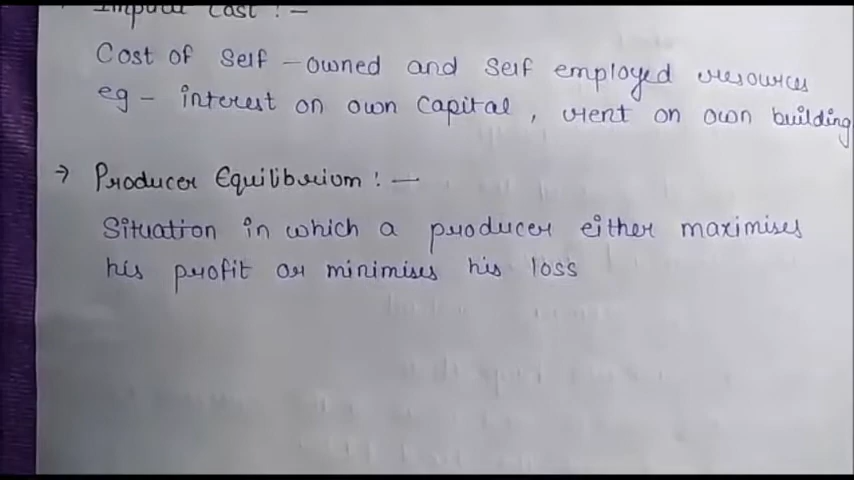 Cost :-
Cost of Self - owned and Self employed resources
eg - interest on own Capital , rent on own building
→ Producer Equilibrium : -
Situation in which a producer either maximises
his profit or minimises his loss